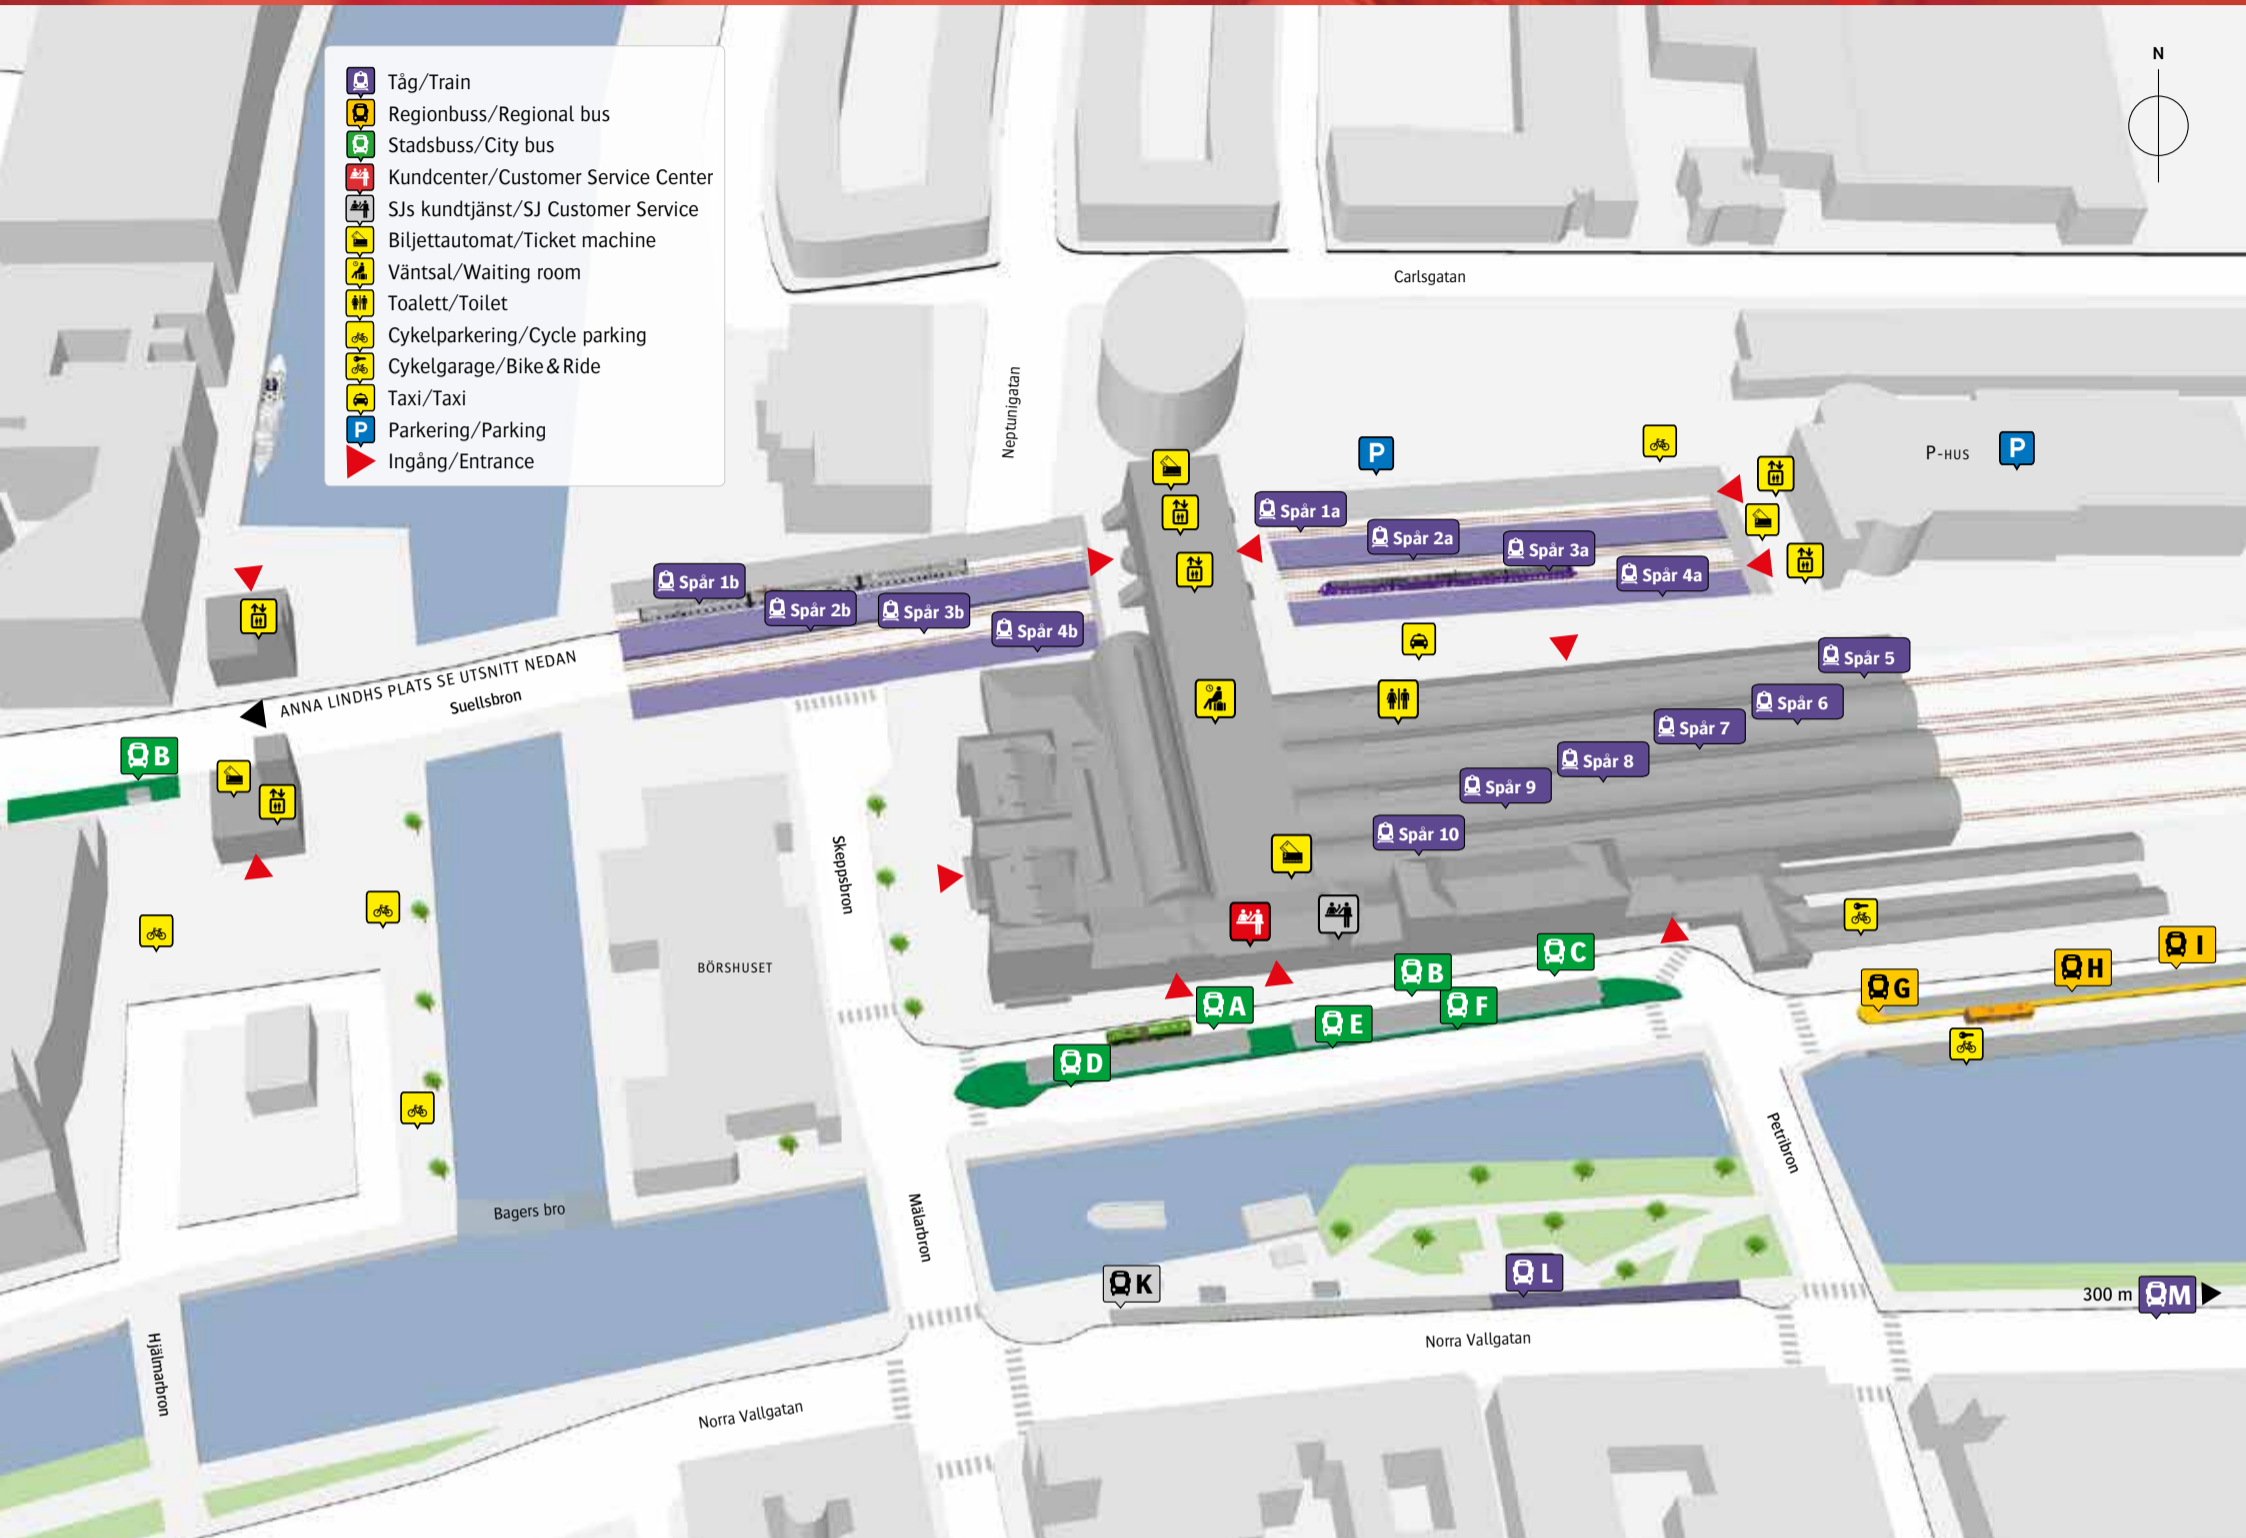 Tåg/Train
Regionbuss/Regional bus
Stadsbuss/City bus
Kundcenter/Customer Service Center
SJs kundtjänst/SJ Customer Service
Biljettautomat/Ticket machine
Väntsal/Waiting room
Toalett/Toilet
Cykelparkering/Cycle parking
Cykelgarage/Bike & Ride
Taxi/Taxi
P Parkering/Parking
Ingång/Entrance
N
Carlsgatan
Neptunigatan
P
P-HUS
P
Spår 1a
Spår 2a
Spår 3a
Spår 4a
Spår 1b
Spår 2b
Spår 3b
Spår 4b
ANNA LINDHS PLATS SE UTSNITT NEDAN
Suellsbron
B
Spår 5
Spår 6
Spår 7
Spår 8
Spår 9
Spår 10
Skeppsbron
BÖRSHUSET
C
B
A
F
E
D
I
H
G
Petribron
Mälarbron
Bagers bro
K
L
300 m
M
Hjälmarbron
Norra Vallgatan
Norra Vallgatan